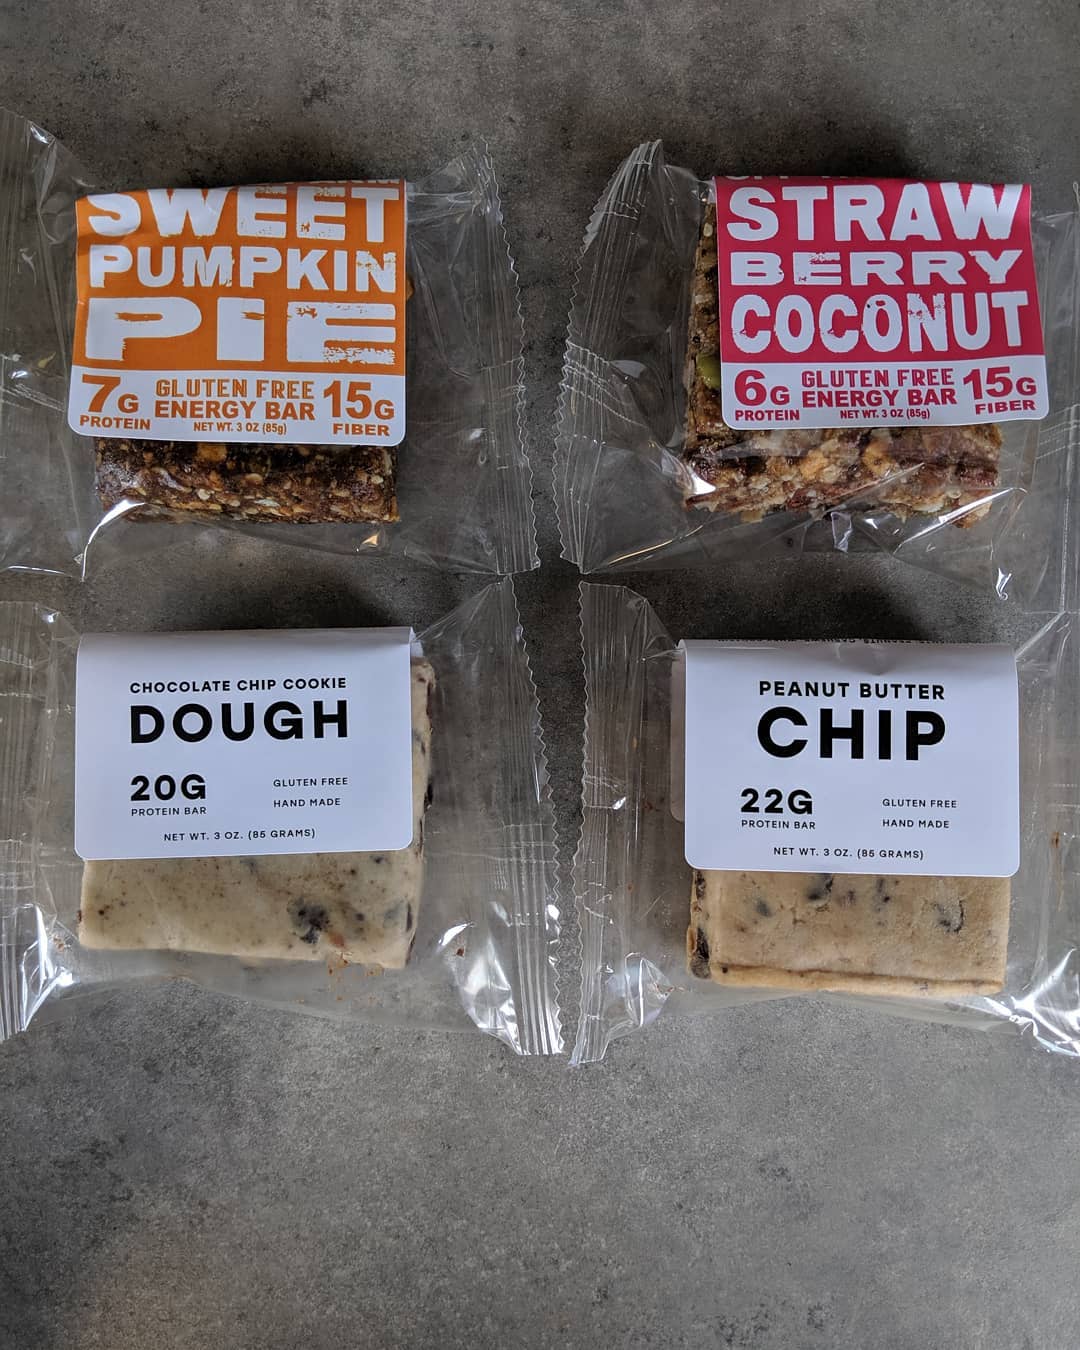 SWEET
PUMPKIN
PIE
7G
PROTEIN
GLUTEN FREE
ENERGY BAR
NET WT. 3 OZ (85g)
15G
FIBER
STRAW
BERRY
COCONUT
6G
PROTEIN
GLUTEN FREE
ENERGY BAR
NET WT. 3 OZ (85g)
15G
FIBER
CHOCOLATE CHIP COOKIE
DOUGH
20G
PROTEIN BAR
GLUTEN FREE
HAND MADE
NET WT. 3 OZ. (85 GRAMS)
PEANUT BUTTER
CHIP
22G
PROTEIN BAR
GLUTEN FREE
HAND MADE
NET WT. 3 OZ. (85 GRAMS)